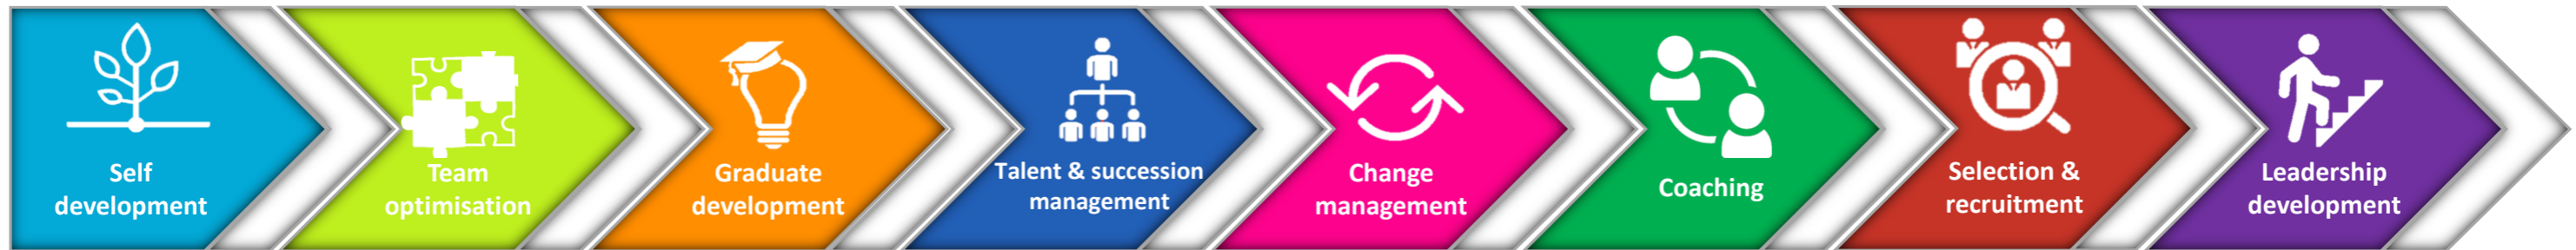 Self
development
Team
optimisation
Graduate
development
Talent & succession
management
Change
management
Coaching
Selection &
recruitment
Leadership
development